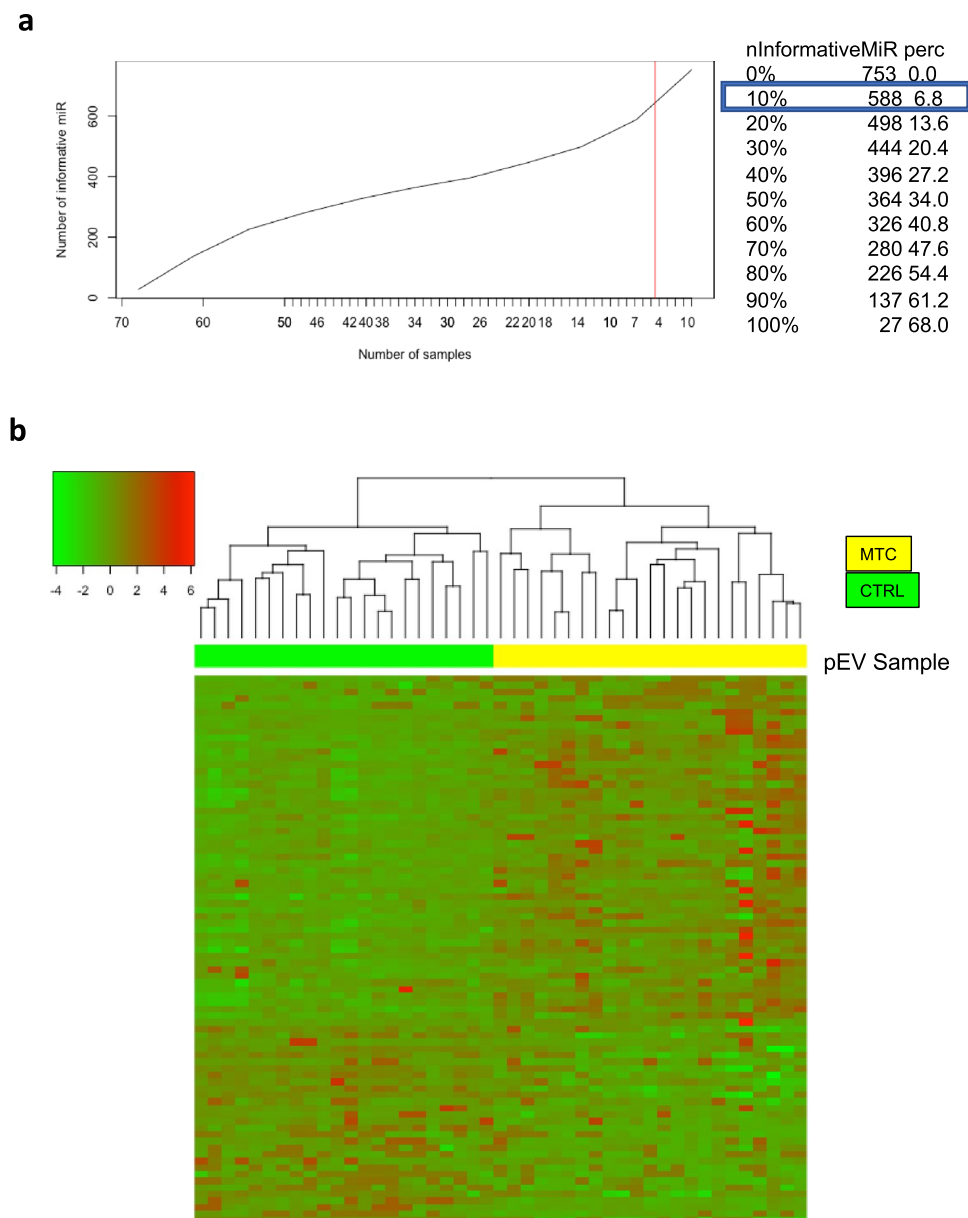 a
nInformativeMiR perc
0% 753 0.0
10% 588 6.8
20% 498 13.6
30% 444 20.4
40% 396 27.2
50% 364 34.0
60% 326 40.8
70% 280 47.6
80% 226 54.4
90% 137 61.2
100% 27 68.0
Number of informative miR
600
400
200
0
70 60 50 46 42 40 38 34 30 26 22 20 18 14 10 7 4 10
Number of samples
b
-4 -2 0 2 4 6
MTC
CTRL
pEV Sample